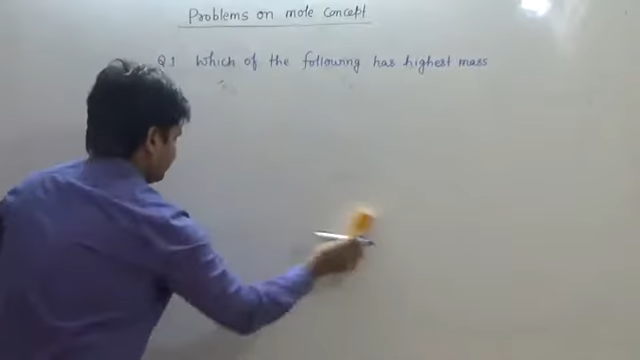 Problems on mole concept
Q.1 Which of the following has highest mass